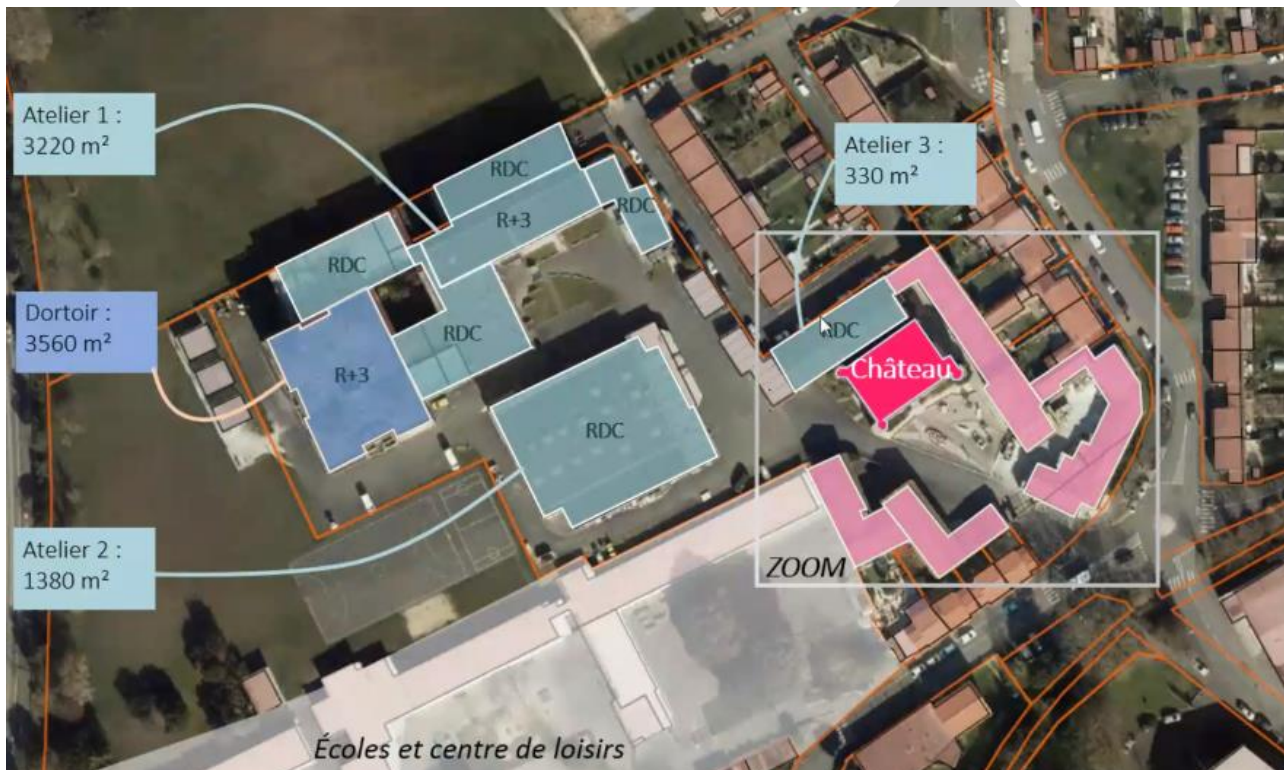 Atelier 1 :
3220 m²
Atelier 3 :
330 m²
RDC
R+3
RDC
RDC
Dortoir :
3560 m²
RDC
R+3
RDC
Château
RDC
Atelier 2 :
1380 m²
ZOOM
Écoles et centre de loisirs